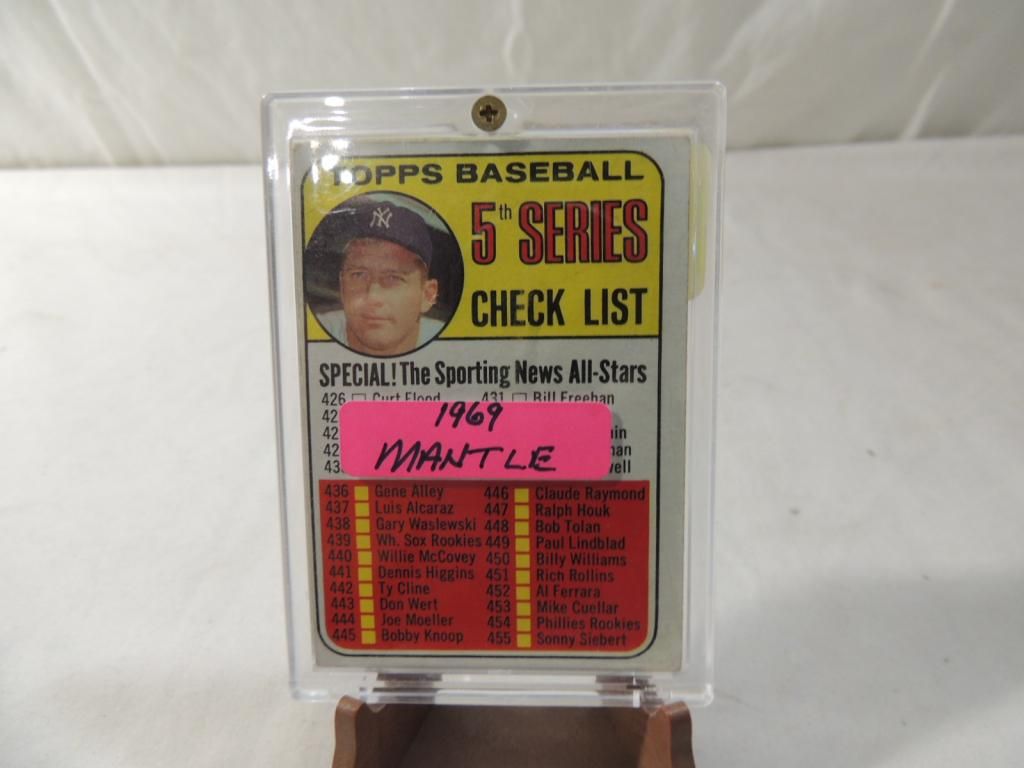 TOPPS BASEBALL
NY
5th SERIES
CHECK LIST
SPECIAL! The Sporting News All-Stars
426 Curt Flood 431 Bill Freehan
1969
MANTLE
436 Gene Alley 446 Claude Raymond
437 Luis Alcaraz 447 Ralph Houk
438 Gary Waslewski 448 Bob Tolan
439 Wh. Sox Rookies 449 Paul Lindblad
440 Willie McCovey 450 Billy Williams
441 Dennis Higgins 451 Rich Rollins
442 Ty Cline 452 Al Ferrara
443 Don Wert 453 Mike Cuellar
444 Joe Moeller 454 Phillies Rookies
445 Bobby Knoop 455 Sonny Siebert